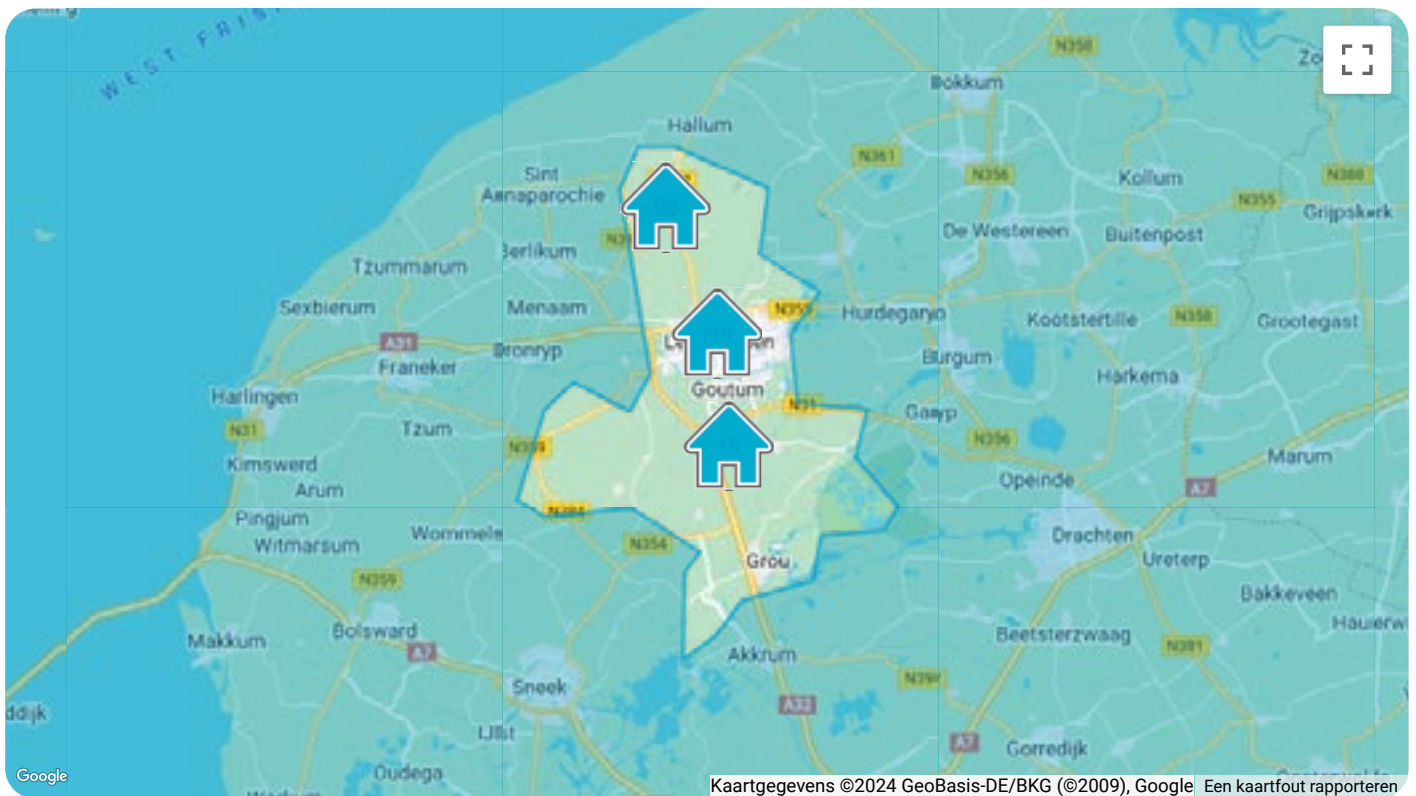 WEST FRIS
N358
Dokkum
Hallum
N361
Sint
Annaparochie
N356
Kollum
N388
N355
Grijpskerk
De Westereen
Buitenpost
Berlikum
Tzummarum
Sexbierum
Menaam
N355
Hurdegaryp
Kootstertille
N358
Grootegast
A31
Dronryp
Franeker
Burgum
Harkema
Goutum
Harlingen
N31
Garyp
N31
Tzum
N359
N356
Kimswerd
Marum
Arum
Opeinde
A7
Pingjum
Wommels
Witmarsum
N354
Drachten
Grou
Ureterp
N359
Bakkeveen
Bolsward
Makkum
A7
Beetsterzwaag
N381
Akkrum
Sneek
A32
ddijk
IJlst
A7
Gorredijk
Oudega
Google
Kaartgegevens ©2024 GeoBasis-DE/BKG (©2009), Google Een kaartfout rapporteren